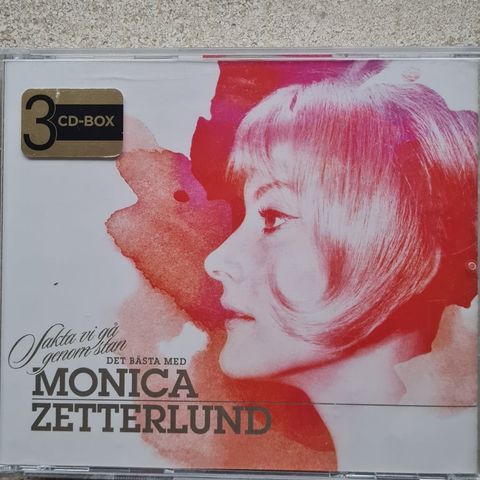 3 CD-BOX
Sakta vi gå
genom stan
DET BÄSTA MED
MONICA
ZETTERLUND